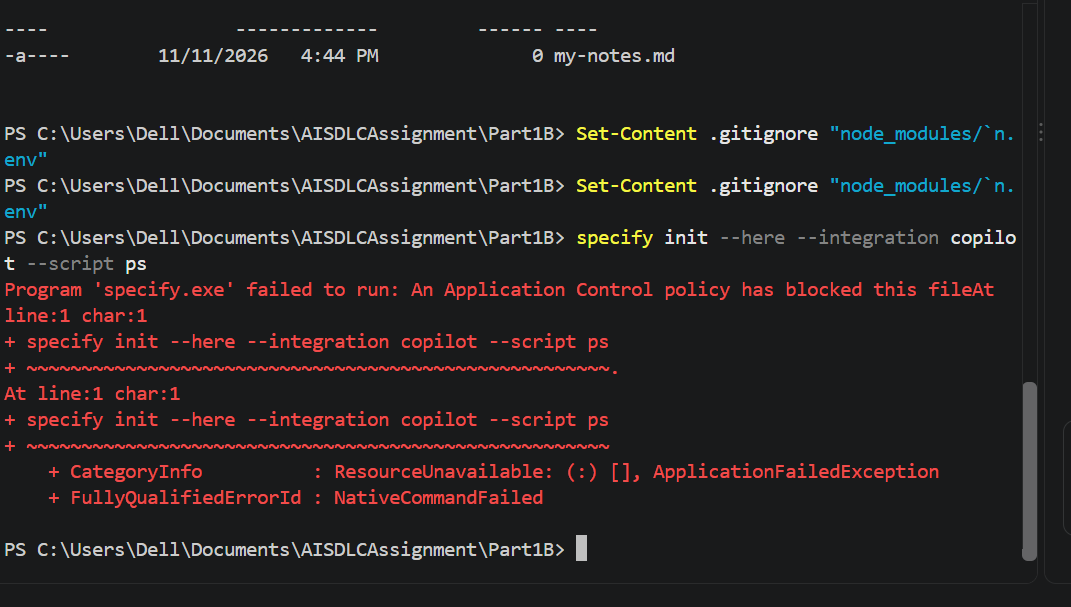 ----                 -------------         ------ ----
-a----        11/11/2026   4:44 PM              0 my-notes.md
PS C:\Users\Dell\Documents\AISDLCAssignment\Part1B> Set-Content .gitignore "node_modules/`n.
env"
PS C:\Users\Dell\Documents\AISDLCAssignment\Part1B> Set-Content .gitignore "node_modules/`n.
env"
PS C:\Users\Dell\Documents\AISDLCAssignment\Part1B> specify init --here --integration copilo
t --script ps
Program 'specify.exe' failed to run: An Application Control policy has blocked this fileAt
line:1 char:1
+ specify init --here --integration copilot --script ps
+ ~~~~~~~~~~~~~~~~~~~~~~~~~~~~~~~~~~~~~~~~~~~~~~~~~~~~~.
At line:1 char:1
+ specify init --here --integration copilot --script ps
+ ~~~~~~~~~~~~~~~~~~~~~~~~~~~~~~~~~~~~~~~~~~~~~~~~~~~~~
    + CategoryInfo          : ResourceUnavailable: (:) [], ApplicationFailedException
    + FullyQualifiedErrorId : NativeCommandFailed
PS C:\Users\Dell\Documents\AISDLCAssignment\Part1B>